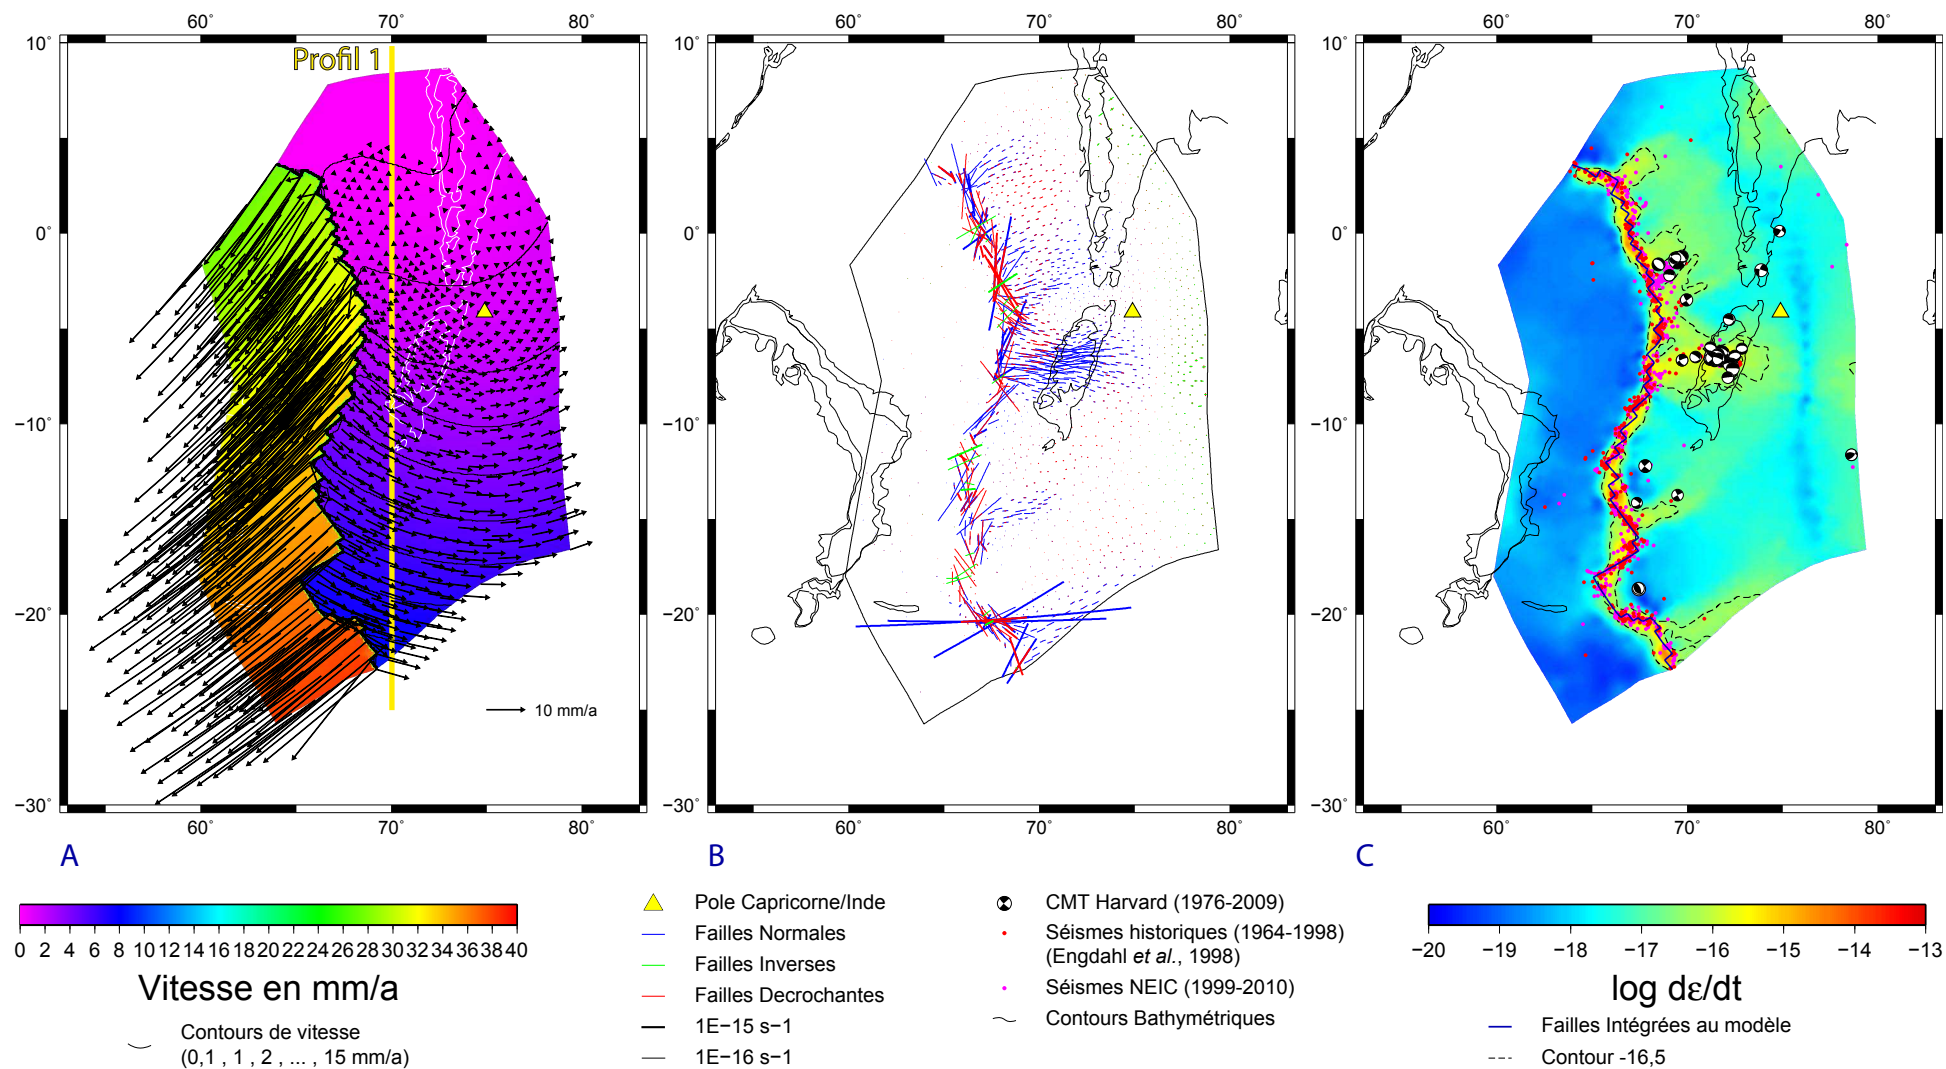 60° 70° 80° 60° 70° 80° 60° 70° 80°
10° 10° 10°
Profil 1
0° 0° 0°
−10° −10° −10°
−20° −20° −20°
10 mm/a
−30° −30° −30°
60° 70° 80° 60° 70° 80° 60° 70° 80°
A B C
0 2 4 6 8 10 12 14 16 18 20 22 24 26 28 30 32 34 36 38 40
Vitesse en mm/a
Contours de vitesse
(0,1 , 1 , 2 , ... , 15 mm/a)
Pole Capricorne/Inde
Failles Normales
Failles Inverses
Failles Decrochantes
1E−15 s−1
1E−16 s−1
CMT Harvard (1976-2009)
Séismes historiques (1964-1998)
(Engdahl et al., 1998)
Séismes NEIC (1999-2010)
Contours Bathymétriques
−20 −19 −18 −17 −16 −15 −14 −13
log dε/dt
Failles Intégrées au modèle
Contour -16,5